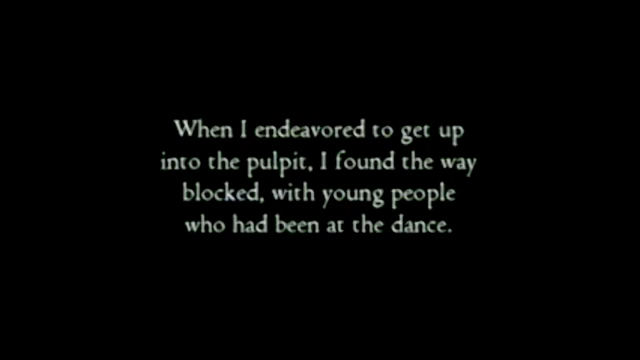 When I endeavored to get up
into the pulpit, I found the way
blocked, with young people
who had been at the dance.